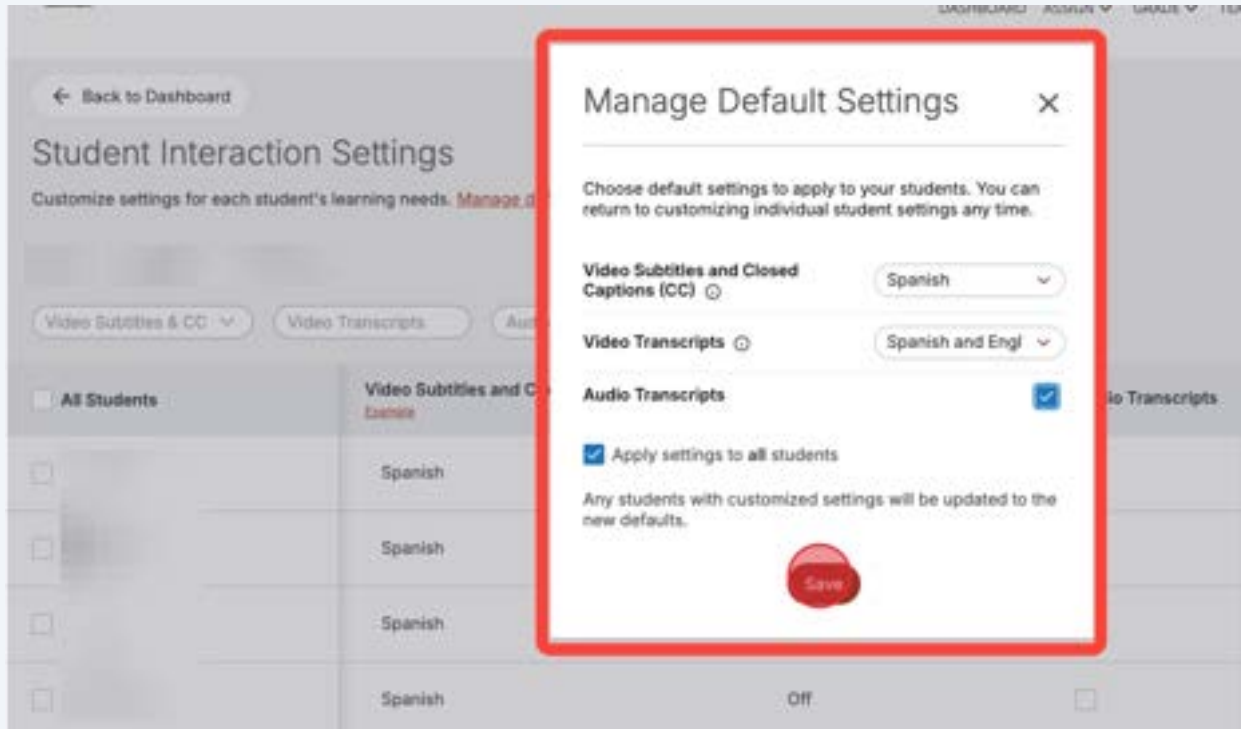 DASHBOARD ASSIGN GRADE
← Back to Dashboard
Student Interaction Settings
Customize settings for each student's learning needs. Manage d
Video Subtitles & CC
Video Transcripts
All Students
Video Subtitles and C
Example
io Transcripts
Spanish
Spanish
Spanish
Spanish
Off
Manage Default Settings
Choose default settings to apply to your students. You can
return to customizing individual student settings any time.
Video Subtitles and Closed
Captions (CC)
Spanish
Video Transcripts
Spanish and Engl
Audio Transcripts
Apply settings to all students
Any students with customized settings will be updated to the
new defaults.
Save